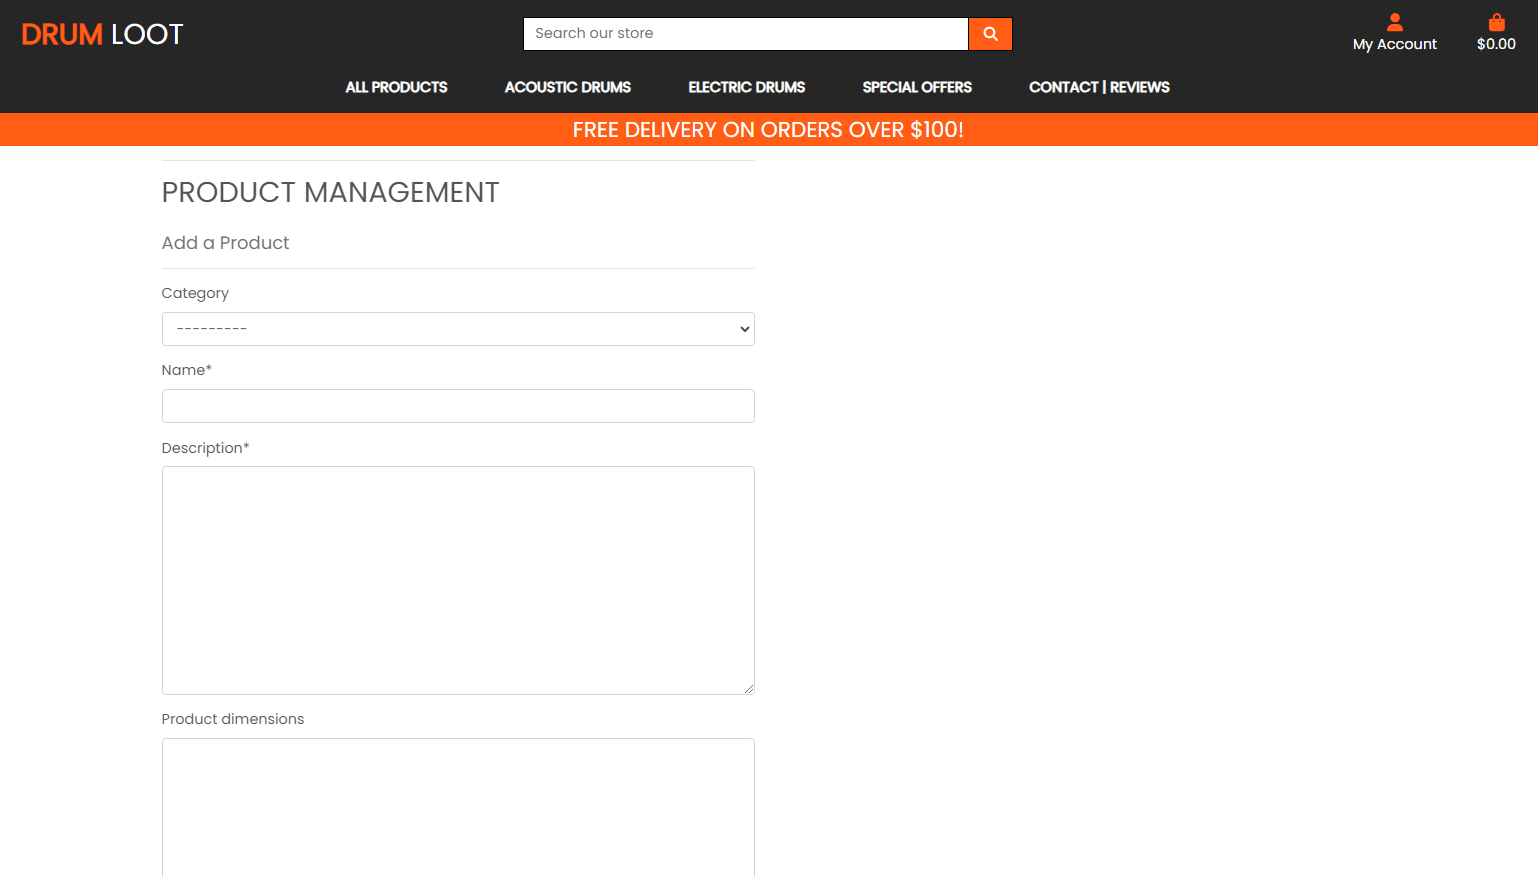 DRUM LOOT
Search our store
My Account
$0.00
ALL PRODUCTS
ACOUSTIC DRUMS
ELECTRIC DRUMS
SPECIAL OFFERS
CONTACT | REVIEWS
FREE DELIVERY ON ORDERS OVER $100!
PRODUCT MANAGEMENT
Add a Product
Category
---------
Name*
Description*
Product dimensions